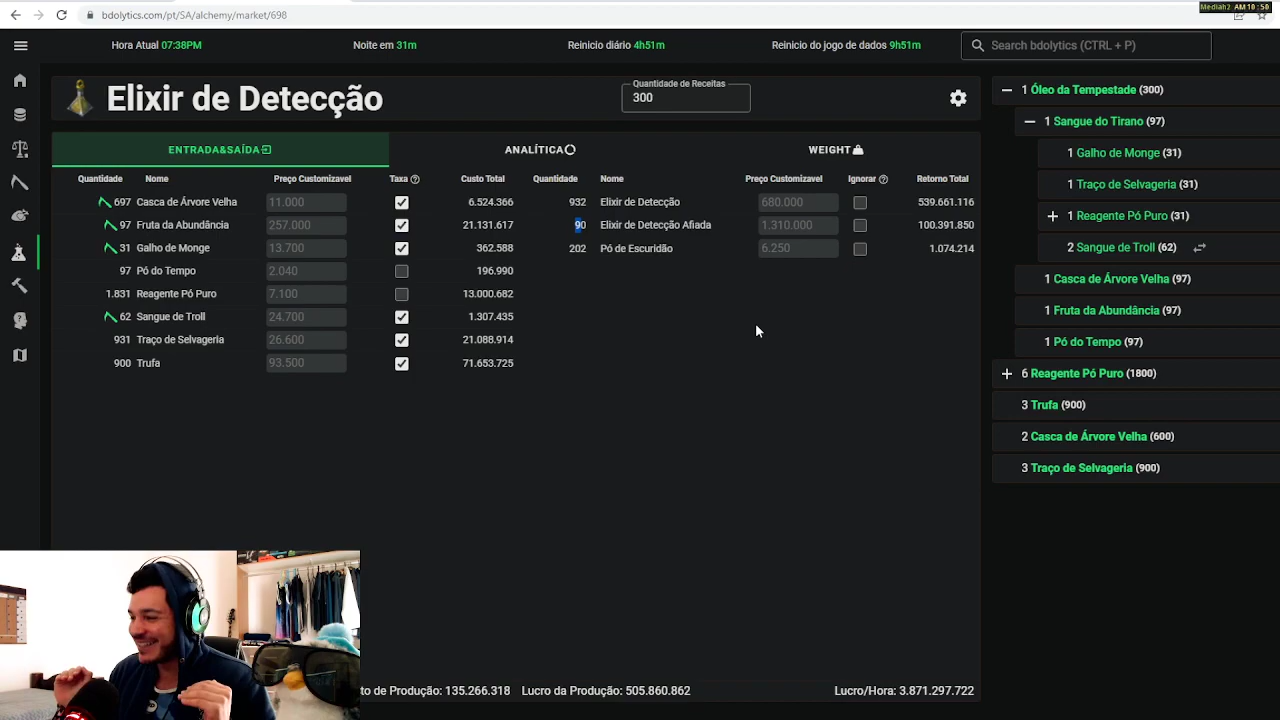 bdolytics.com/pt/SA/alchemy/market/698
Mediah2 AM 10 : 50
Hora Atual 07:38PM
Noite em 31m
Reinicio diário 4h51m
Reinicio do jogo de dados 9h51m
Search bdolytics (CTRL + P)
Elixir de Detecção
Quantidade de Receitas
300
ENTRADA&SAÍDA
ANALÍTICA
WEIGHT
Quantidade Nome Preço Customizavel Taxa Custo Total Quantidade Nome Preço Customizavel Ignorar Retorno Total
697 Casca de Árvore Velha 11.000 6.524.366 932 Elixir de Detecção 680.000 539.661.116
97 Fruta da Abundância 257.000 21.131.617 90 Elixir de Detecção Afiada 1.310.000 100.391.850
31 Galho de Monge 13.700 362.588 202 Pó de Escuridão 6.250 1.074.214
97 Pó do Tempo 2.040 196.990
1.831 Reagente Pó Puro 7.100 13.000.682
62 Sangue de Troll 24.700 1.307.435
931 Traço de Selvageria 26.600 21.088.914
900 Trufa 93.500 71.653.725
1 Óleo da Tempestade (300)
1 Sangue do Tirano (97)
1 Galho de Monge (31)
1 Traço de Selvageria (31)
1 Reagente Pó Puro (31)
2 Sangue de Troll (62)
1 Casca de Árvore Velha (97)
1 Fruta da Abundância (97)
1 Pó do Tempo (97)
6 Reagente Pó Puro (1800)
3 Trufa (900)
2 Casca de Árvore Velha (600)
3 Traço de Selvageria (900)
to de Produção: 135.266.318 Lucro da Produção: 505.860.862 Lucro/Hora: 3.871.297.722